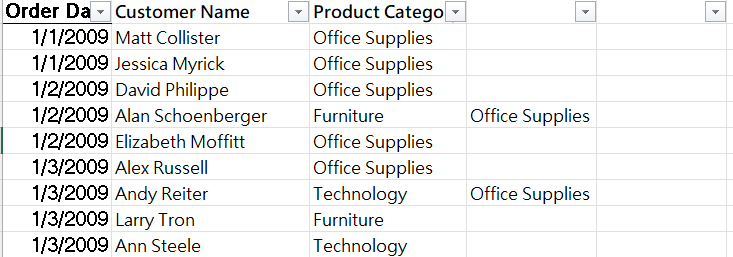 Order Da Customer Name Product Catego
1/1/2009 Matt Collister Office Supplies
1/1/2009 Jessica Myrick Office Supplies
1/2/2009 David Philippe Office Supplies
1/2/2009 Alan Schoenberger Furniture Office Supplies
1/2/2009 Elizabeth Moffitt Office Supplies
1/3/2009 Alex Russell Office Supplies
1/3/2009 Andy Reiter Technology Office Supplies
1/3/2009 Larry Tron Furniture
1/3/2009 Ann Steele Technology